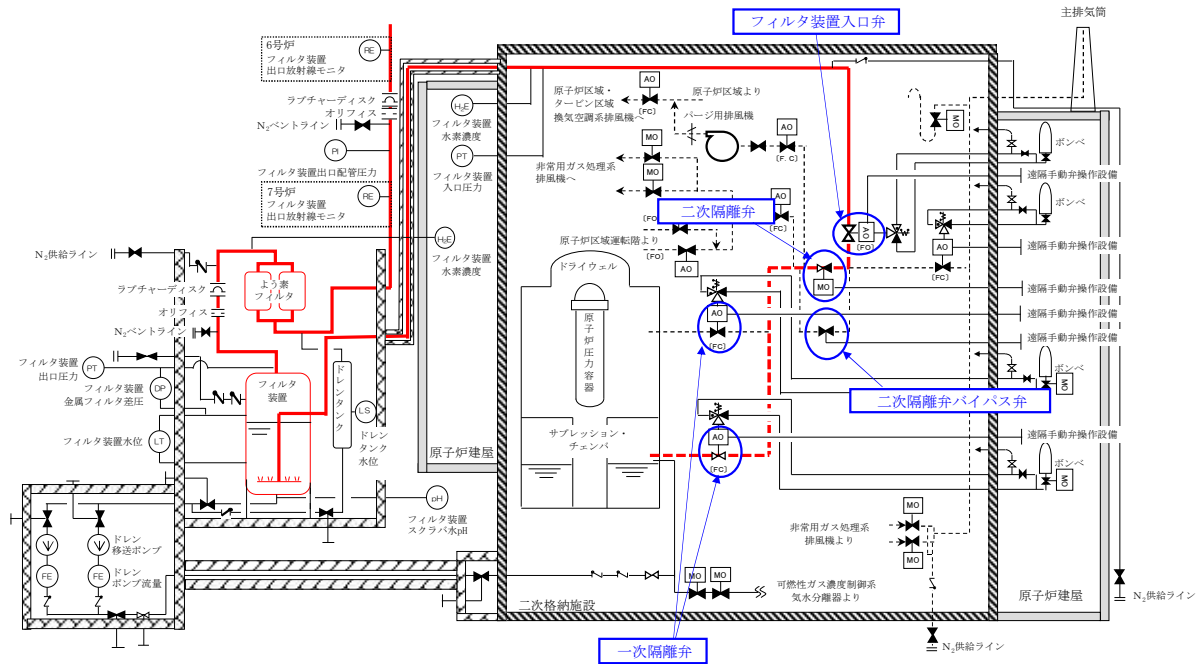 フィルタ装置入口弁
主排気筒
6号炉
フィルタ装置
出口放射線モニタ
RE
ラプチャーディスク
オリフィス
N₂ベントライン
PI
フィルタ装置出口配管圧力
7号炉
フィルタ装置
出口放射線モニタ
RE
H₂E
フィルタ装置
水素濃度
PT
フィルタ装置
入口圧力
H₂E
フィルタ装置
水素濃度
AO
(FC)
原子炉区域・
タービン区域
換気空調系排風機へ
原子炉区域より
パージ用排風機
MO
AO
(F.C)
非常用ガス処理系
排風機へ
MO
(FO)
二次隔離弁
AO
(FC)
原子炉区域運転階より
(FO)
AO
AO
(FO)
MO
ボンベ
遠隔手動弁操作設備
ボンベ
AO
(FC)
遠隔手動弁操作設備
遠隔手動弁操作設備
遠隔手動弁操作設備
遠隔手動弁操作設備
ボンベ
MO
遠隔手動弁操作設備
ボンベ
MO
MO
N₂供給ライン
ラプチャーディスク
オリフィス
N₂ベントライン
よう素
フィルタ
フィルタ装置
出口圧力
PT
フィルタ装置
金属フィルタ差圧
DP
フィルタ装置水位
LT
フィルタ
装置
ドレンタンク
LS
ドレン
タンク
水位
原子炉建屋
pH
フィルタ装置
スクラバ水pH
ドライウェル
原子炉圧力容器
サプレッション・
チェンバ
AO
(FC)
AO
(FC)
二次隔離弁バイパス弁
ドレン
移送ポンプ
FE
FE
ドレン
ポンプ流量
二次格納施設
MO
MO
可燃性ガス濃度制御系
気水分離器より
非常用ガス処理系
排風機より
MO
MO
原子炉建屋
N₂供給ライン
N₂供給ライン
一次隔離弁